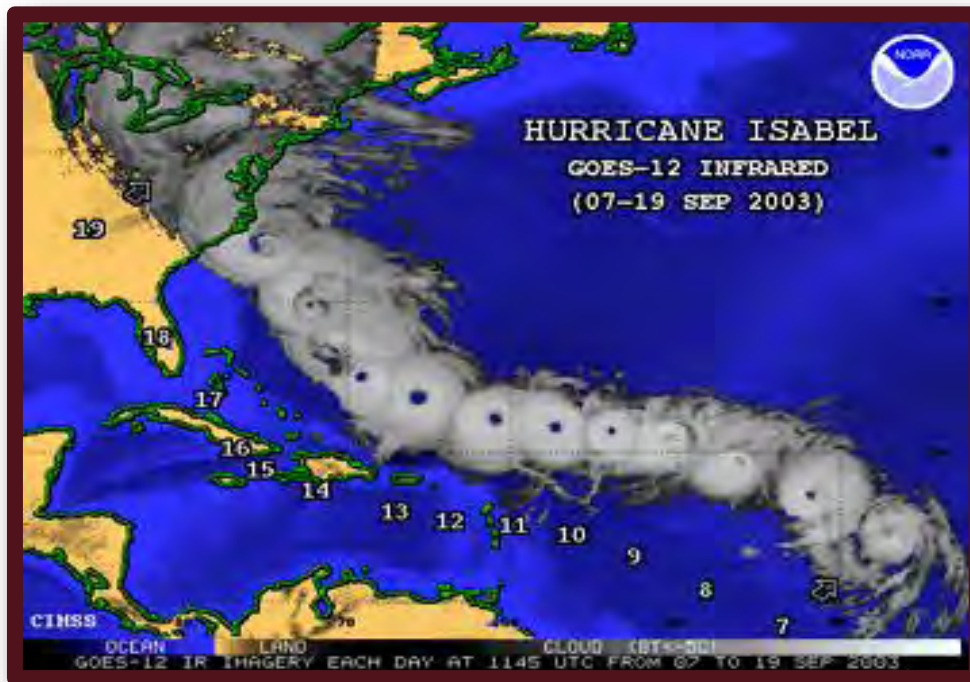 NOAA
HURRICANE ISABEL
GOES-12 INFRARED
(07-19 SEP 2003)
19
18
17
16
15
14
13
12
11
10
9
8
7
70
CIMSS
OCEAN LAND CLOUD
GOES-12 IR IMAGERY EACH DAY AT 1145 UTC FROM 07 TO 19 SEP 2003